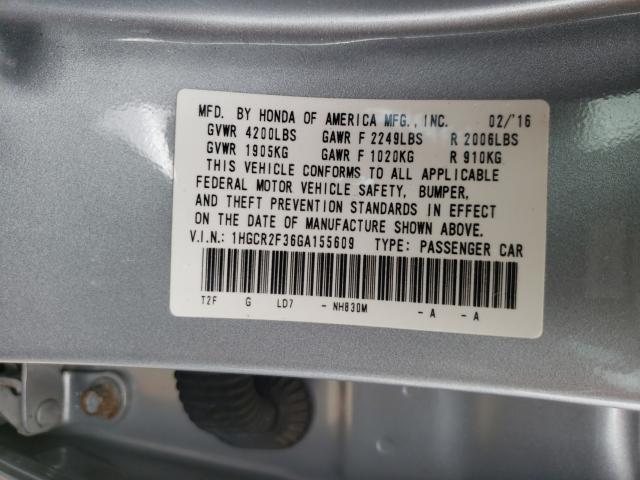 MFD. BY HONDA OF AMERICA MFG., INC. 02/'16
GVWR 4200LBS GAWR F 2249LBS R 2006LBS
GVWR 1905KG GAWR F 1020KG R 910KG
THIS VEHICLE CONFORMS TO ALL APPLICABLE
FEDERAL MOTOR VEHICLE SAFETY, BUMPER,
AND THEFT PREVENTION STANDARDS IN EFFECT
ON THE DATE OF MANUFACTURE SHOWN ABOVE.
V.I.N.: 1HGCR2F36GA155609 TYPE: PASSENGER CAR
T2F G LD7 - NH830M - A - A